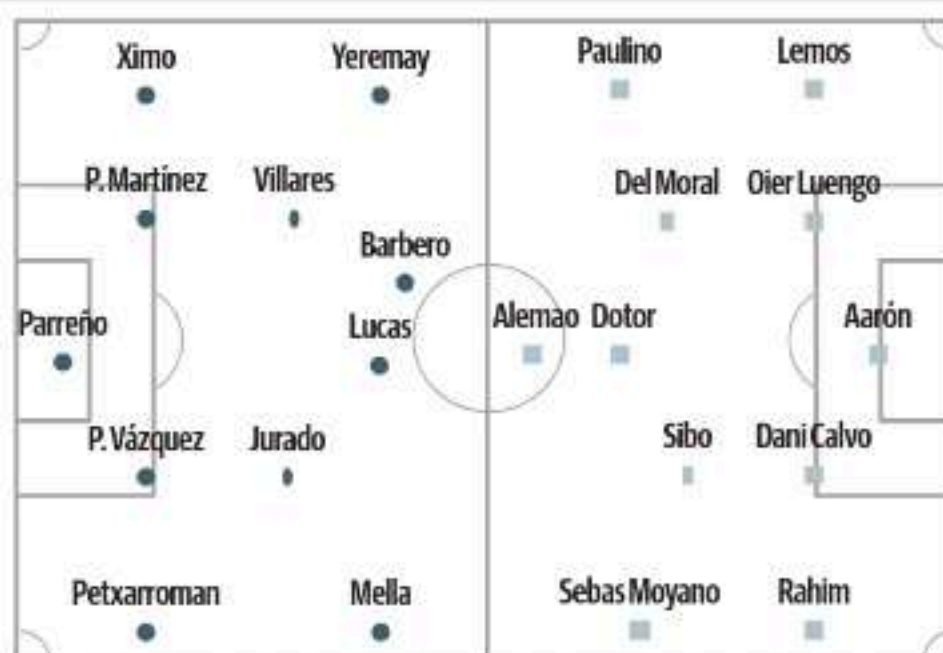 Ximo
Yeremay
Paulino
Lemos
P. Martínez
Villares
Del Moral
Oier Luengo
Barbero
Parreño
Lucas
Alemao
Dotor
Aarón
P. Vázquez
Jurado
Sibo
Dani Calvo
Petxarroman
Mella
Sebas Moyano
Rahim